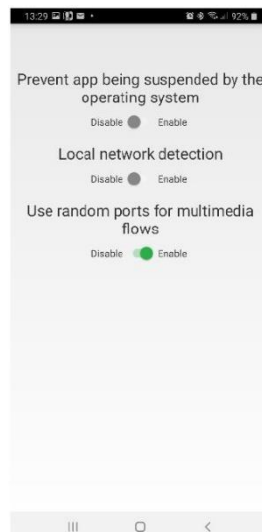 13:29 92%
Prevent app being suspended by the
operating system
Disable Enable
Local network detection
Disable Enable
Use random ports for multimedia
flows
Disable Enable